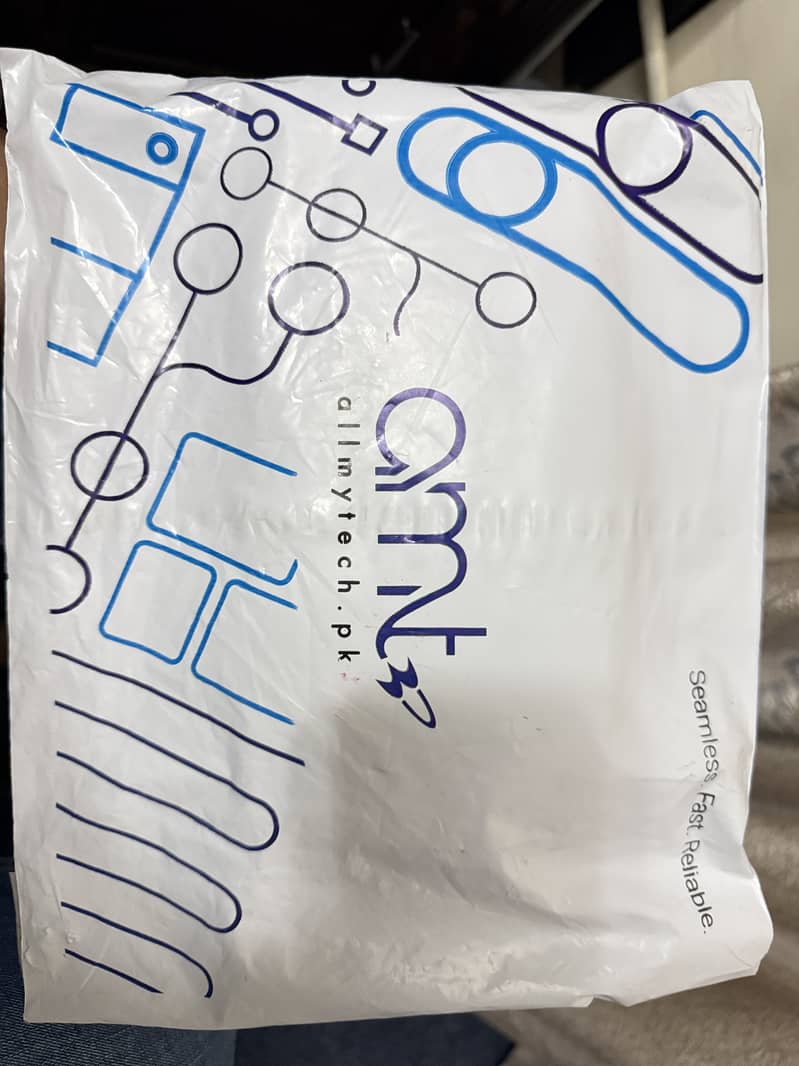 amt
allmytech.pk
Seamless. Fast. Reliable.